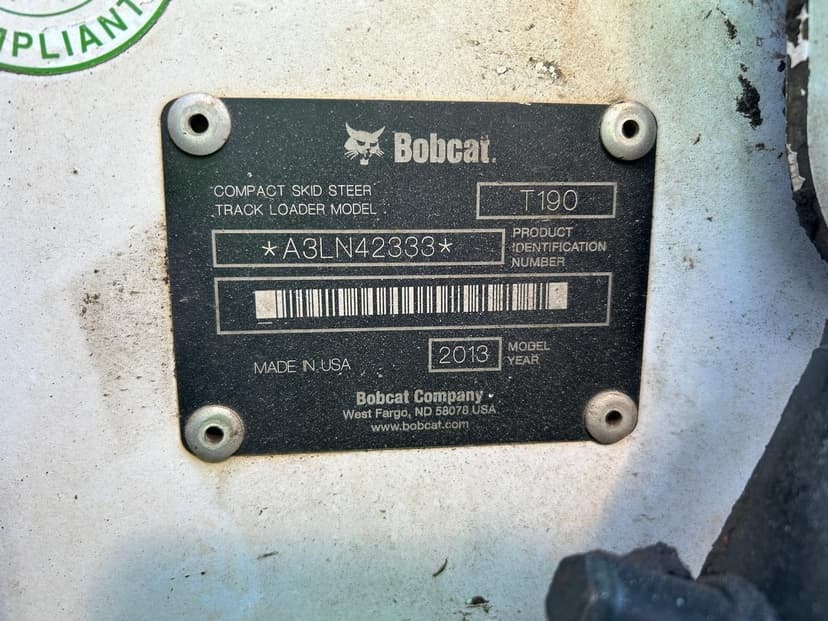 MPLIANT
Bobcat.
COMPACT SKID STEER
TRACK LOADER MODEL
T190
*A3LN42333*
PRODUCT
IDENTIFICATION
NUMBER
MADE IN USA
2013
MODEL
YEAR
Bobcat Company
West Fargo, ND 58078 USA
www.bobcat.com